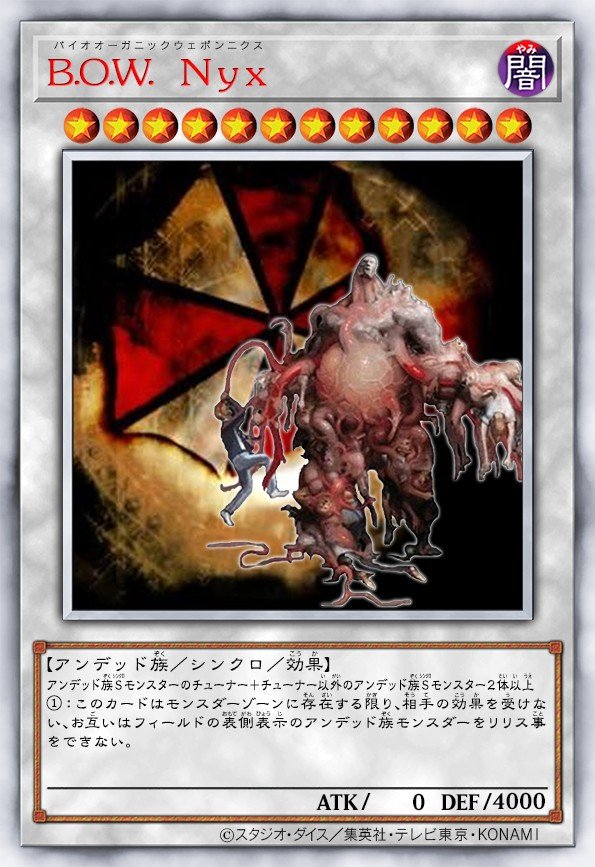 バイオオーガニックウェポンニクス
B.O.W. Nyx
やみ
闇
【アンデッド族／シンクロ／効果】
アンデッド族Sモンスターのチューナー＋チューナー以外のアンデッド族Sモンスター2体以上
①：このカードはモンスターゾーンに存在する限り、相手の効果を受けな
い、お互いはフィールドの表側表示のアンデッド族モンスターをリリス事
をできない。
ATK/ 0 DEF/4000
©スタジオ・ダイス／集英社・テレビ東京・KONAMI